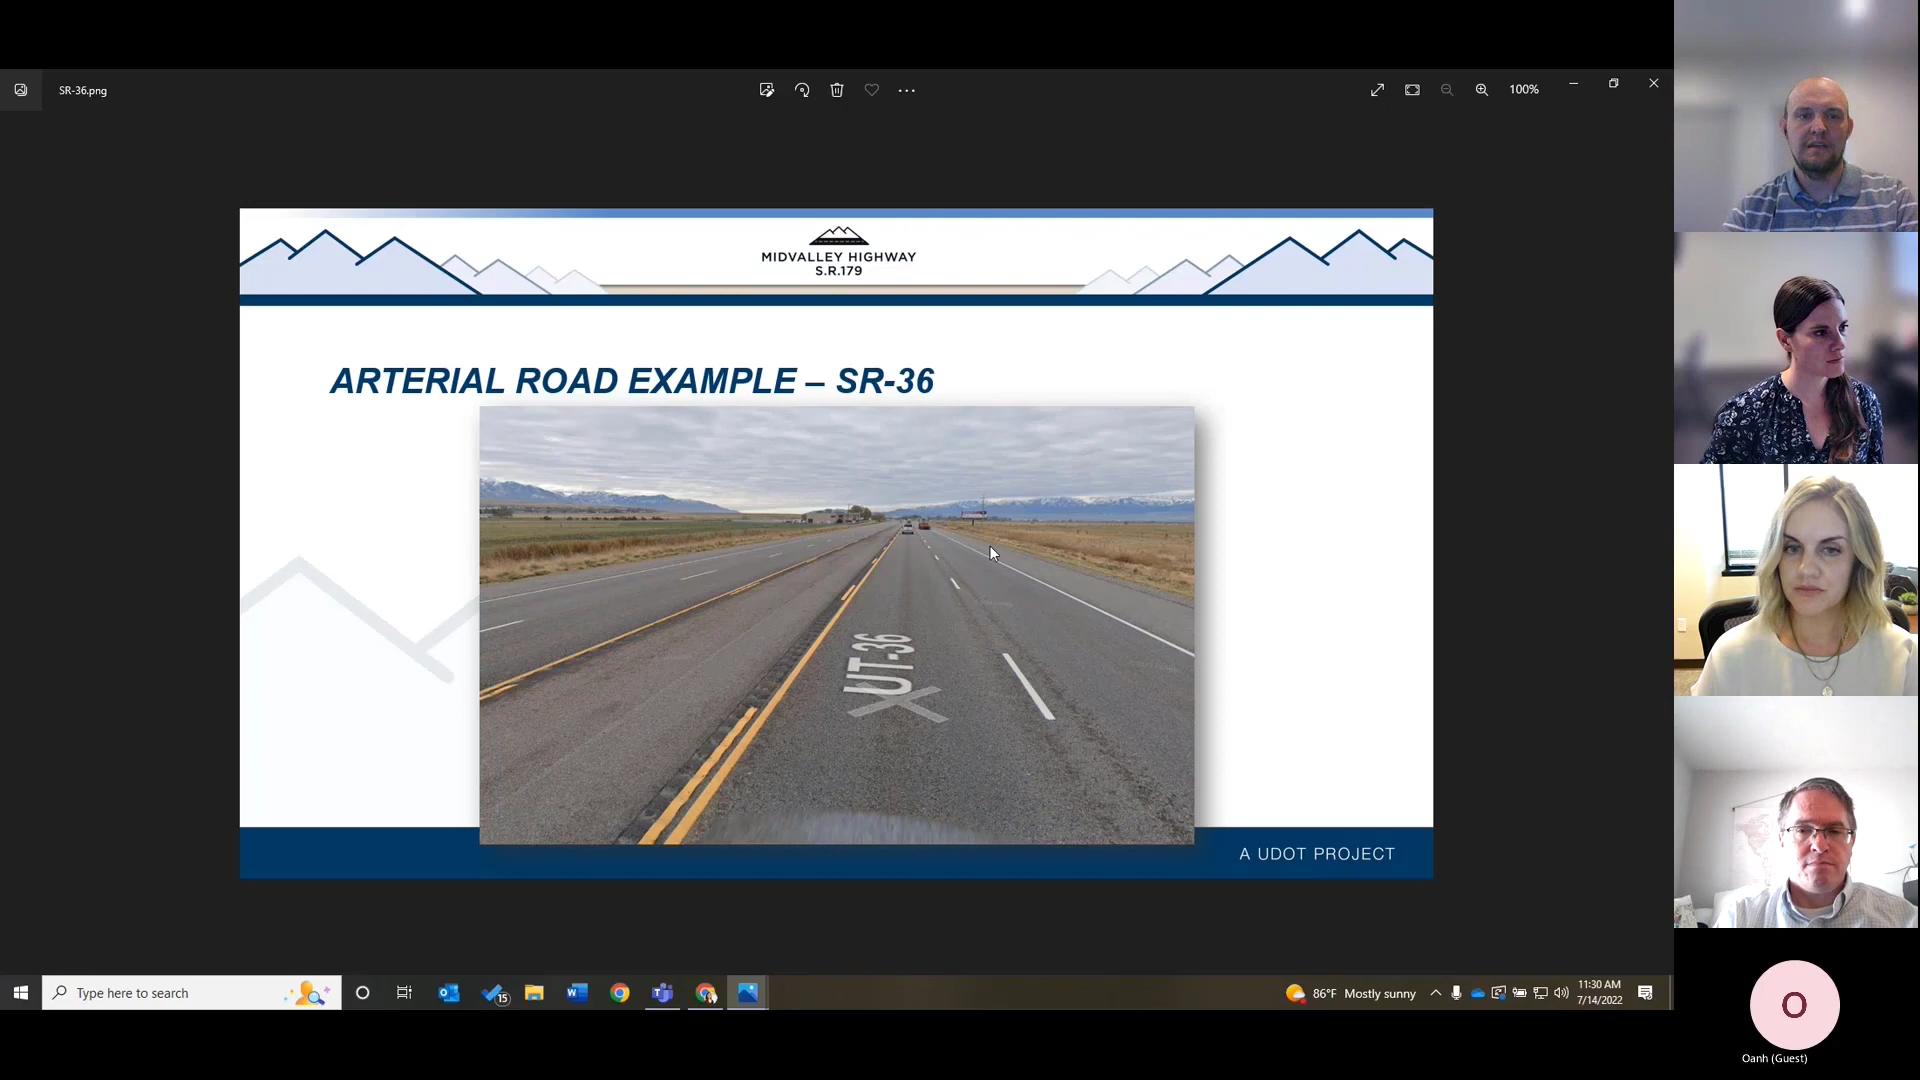 SR-36.png
100%
MIDVALLEY HIGHWAY
S.R.179
ARTERIAL ROAD EXAMPLE – SR-36
UT-36
A UDOT PROJECT
Type here to search
15
86°F Mostly sunny
11:30 AM
7/14/2022
O
Oanh (Guest)